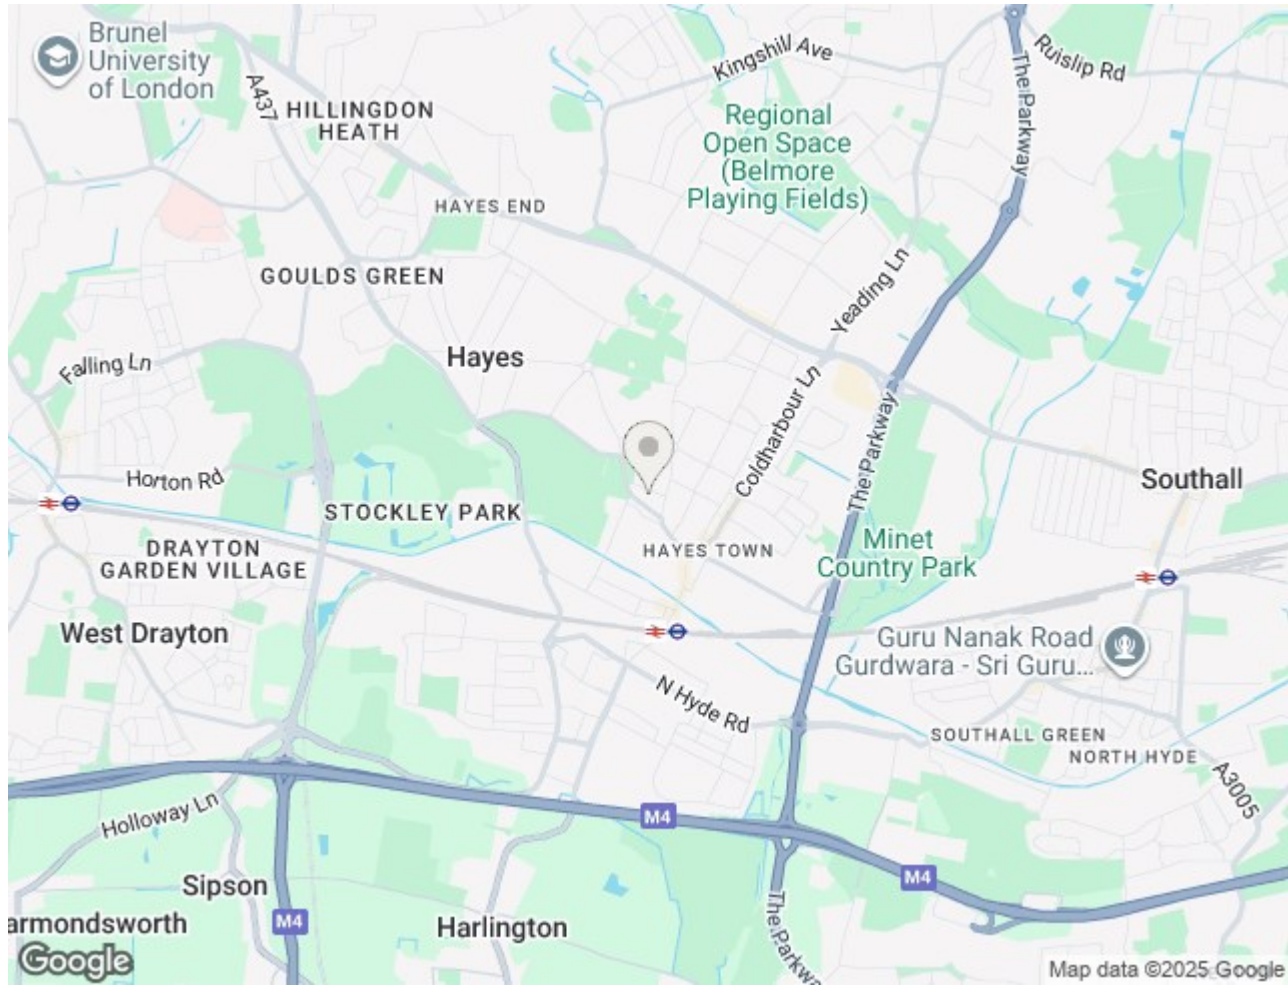 Brunel
University
of London
Kingshill Ave
Ruislip Rd
The Parkway
A437
HILLINGDON
HEATH
Regional
Open Space
(Belmore
Playing Fields)
HAYES END
GOULDS GREEN
Yeading Ln
Falling Ln
Hayes
Coldharbour Ln
The Parkway
Horton Rd
Southall
STOCKLEY PARK
DRAYTON
GARDEN VILLAGE
HAYES TOWN
Minet
Country Park
West Drayton
Guru Nanak Road
Gurdwara - Sri Guru...
N Hyde Rd
SOUTHALL GREEN
NORTH HYDE
A3005
Holloway Ln
M4
M4
Sipson
M4
armondsworth
Harlington
The Parkway
Google
Map data ©2025 Google